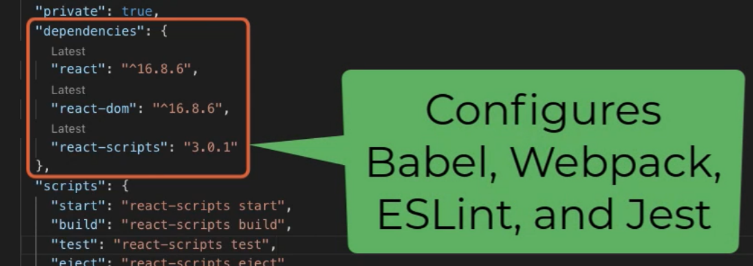 "private": true,
"dependencies": {
Latest
"react": "^16.8.6",
Latest
"react-dom": "^16.8.6",
Latest
"react-scripts": "3.0.1"
},
"scripts": {
"start": "react-scripts start",
"build": "react-scripts build",
"test": "react-scripts test",
"eject": "react-scripts eject"
Configures
Babel, Webpack,
ESLint, and Jest